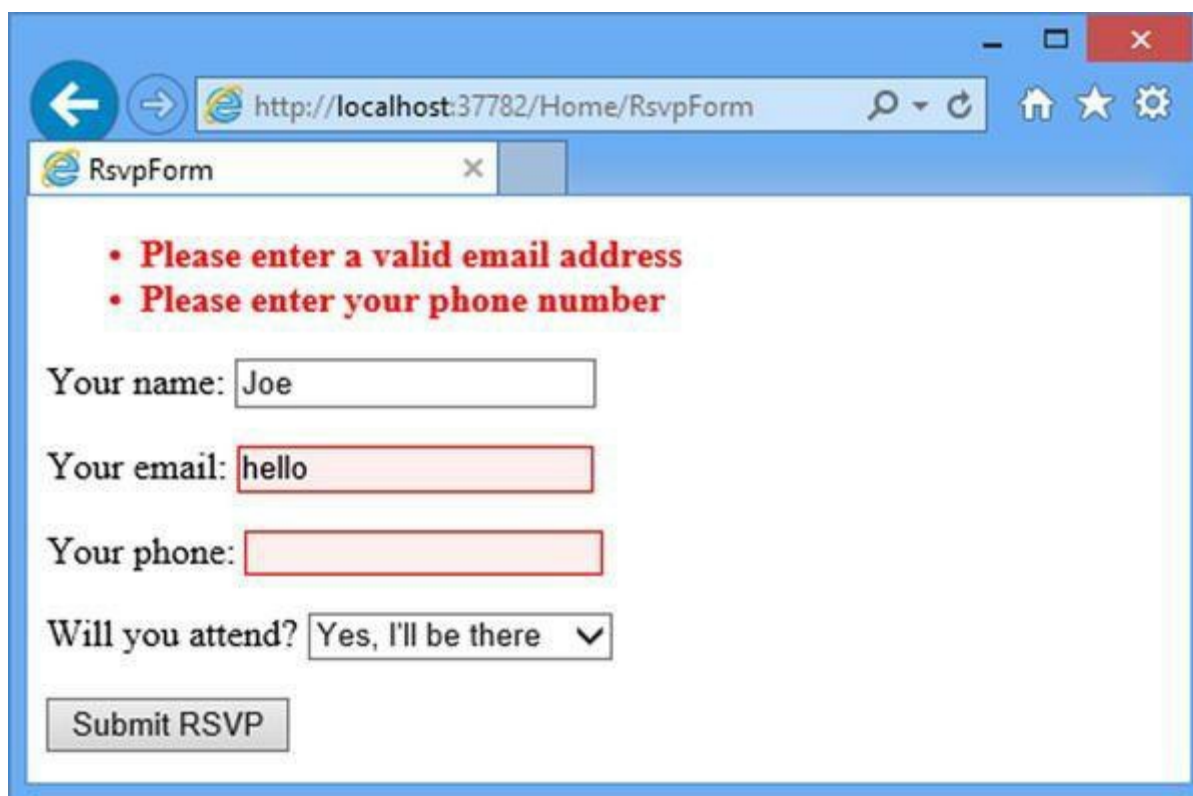 http://localhost:37782/Home/RsvpForm
RsvpForm
• Please enter a valid email address
• Please enter your phone number
Your name: Joe
Your email: hello
Your phone:
Will you attend? Yes, I'll be there
Submit RSVP